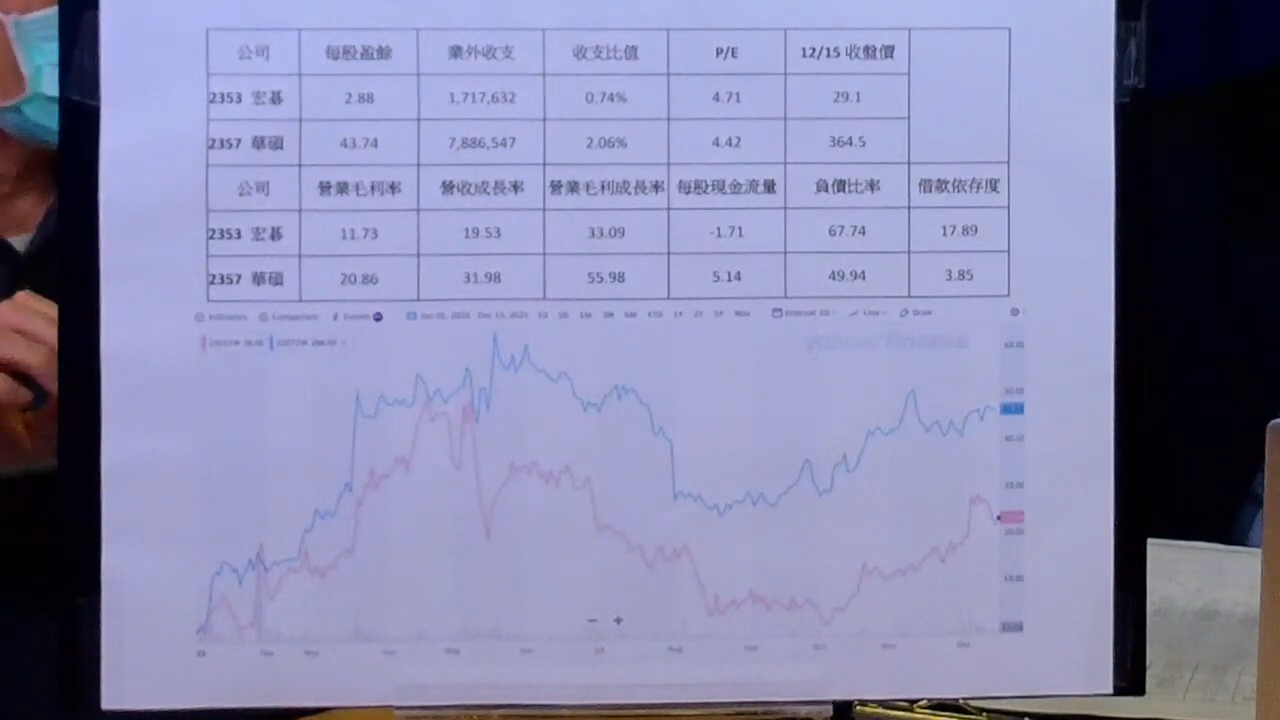 公司 每股盈餘 業外收支 收支比值 P/E 12/15 收盤價
2353 宏碁 2.88 1,717,632 0.74% 4.71 29.1
2357 華碩 43.74 7,886,547 2.06% 4.42 364.5
公司 營業毛利率 營收成長率 營業毛利成長率 每股現金流量 負債比率 借款依存度
2353 宏碁 11.73 19.53 33.09 -1.71 67.74 17.89
2357 華碩 20.86 31.98 55.98 5.14 49.94 3.85
Indicators Comparison Events
yahoo/finance